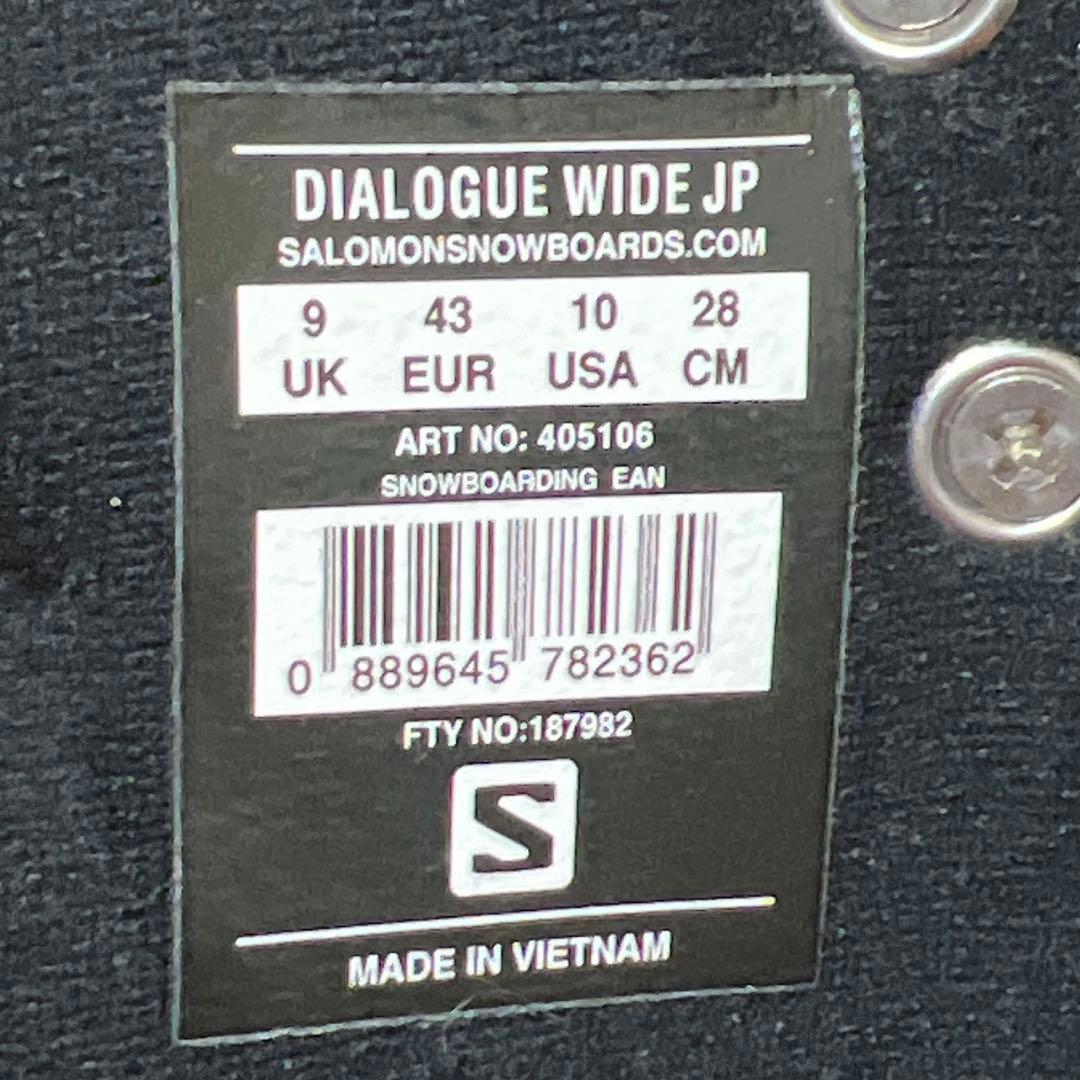 DIALOGUE WIDE JP
SALOMONSNOWBOARDS.COM
9 43 10 28
UK EUR USA CM
ART NO: 405106
SNOWBOARDING EAN
0 889645 782362
FTY NO:187982
S
MADE IN VIETNAM